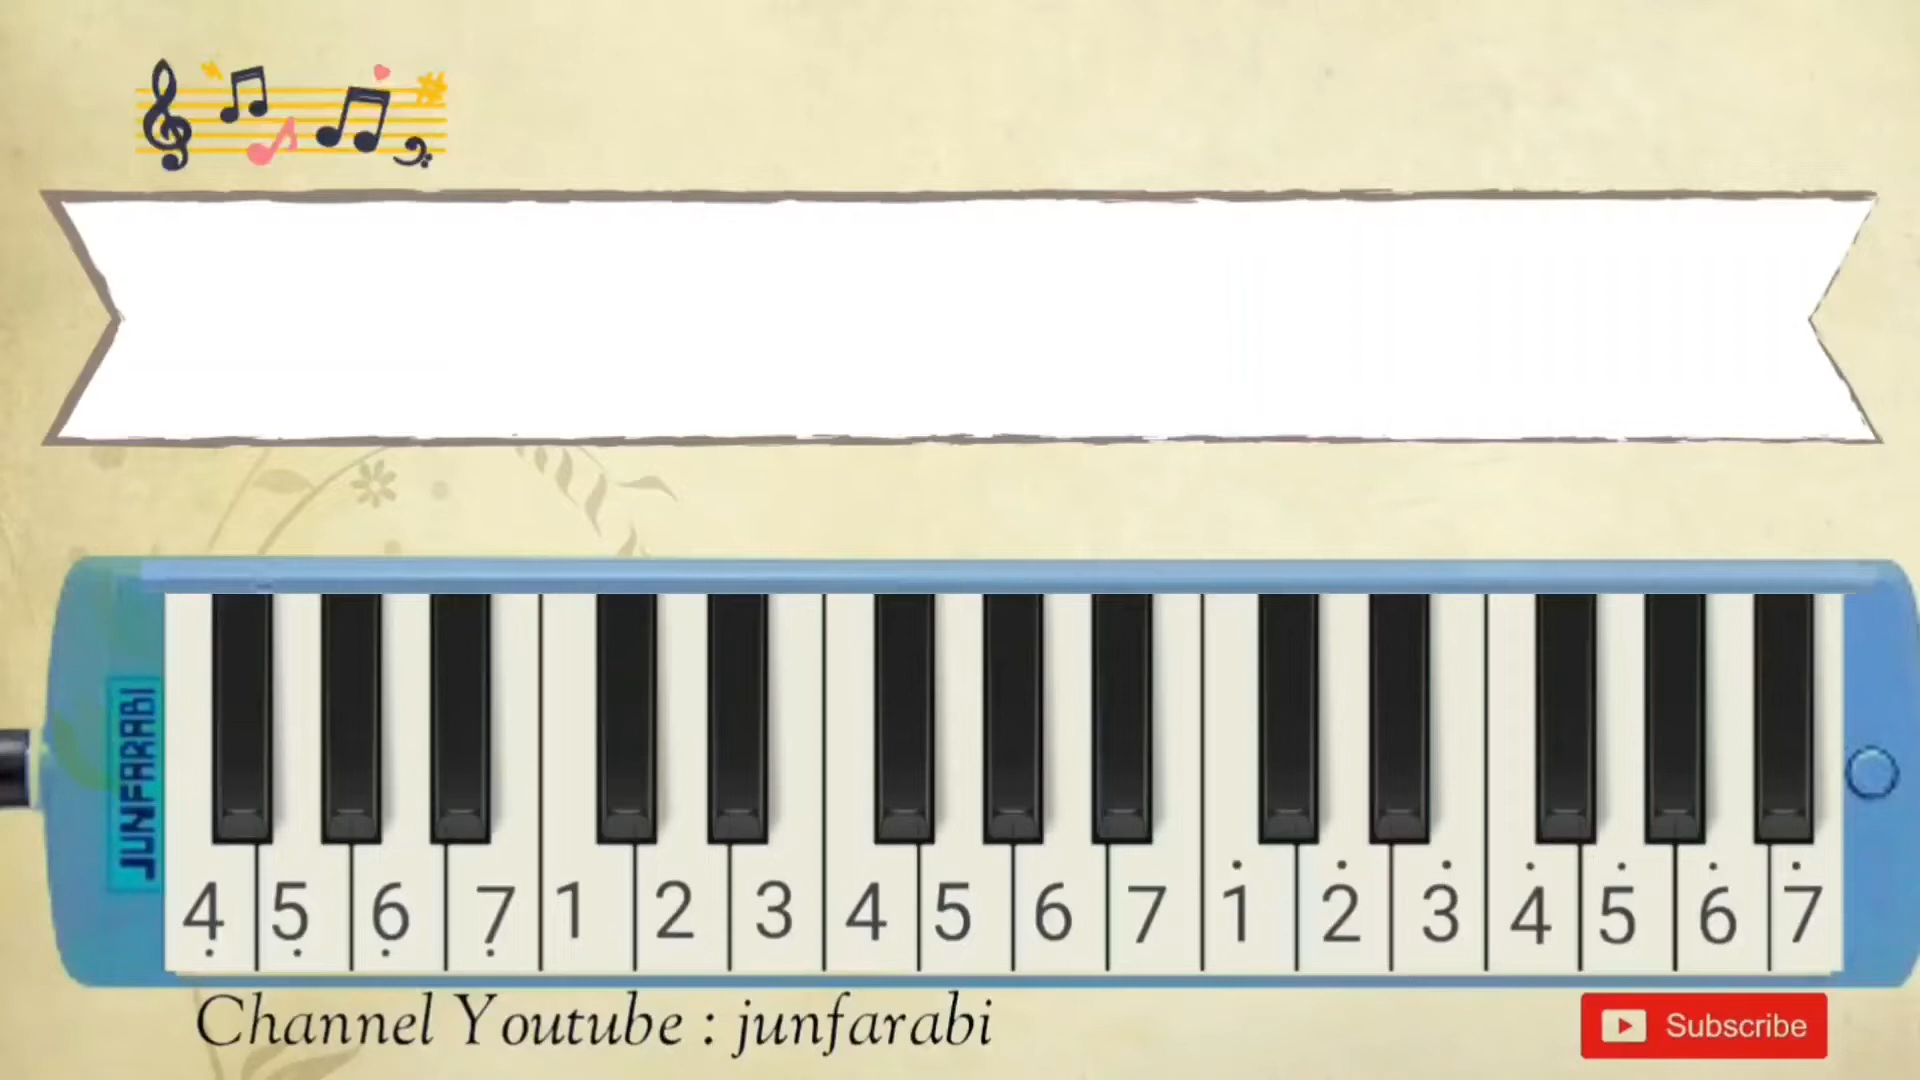 JUNFARABI
4̣ 5̣ 6̣ 7̣ 1 2 3 4 5 6 7 1̇ 2̇ 3̇ 4̇ 5̇ 6̇ 7̇
Channel Youtube : junfarabi
Subscribe